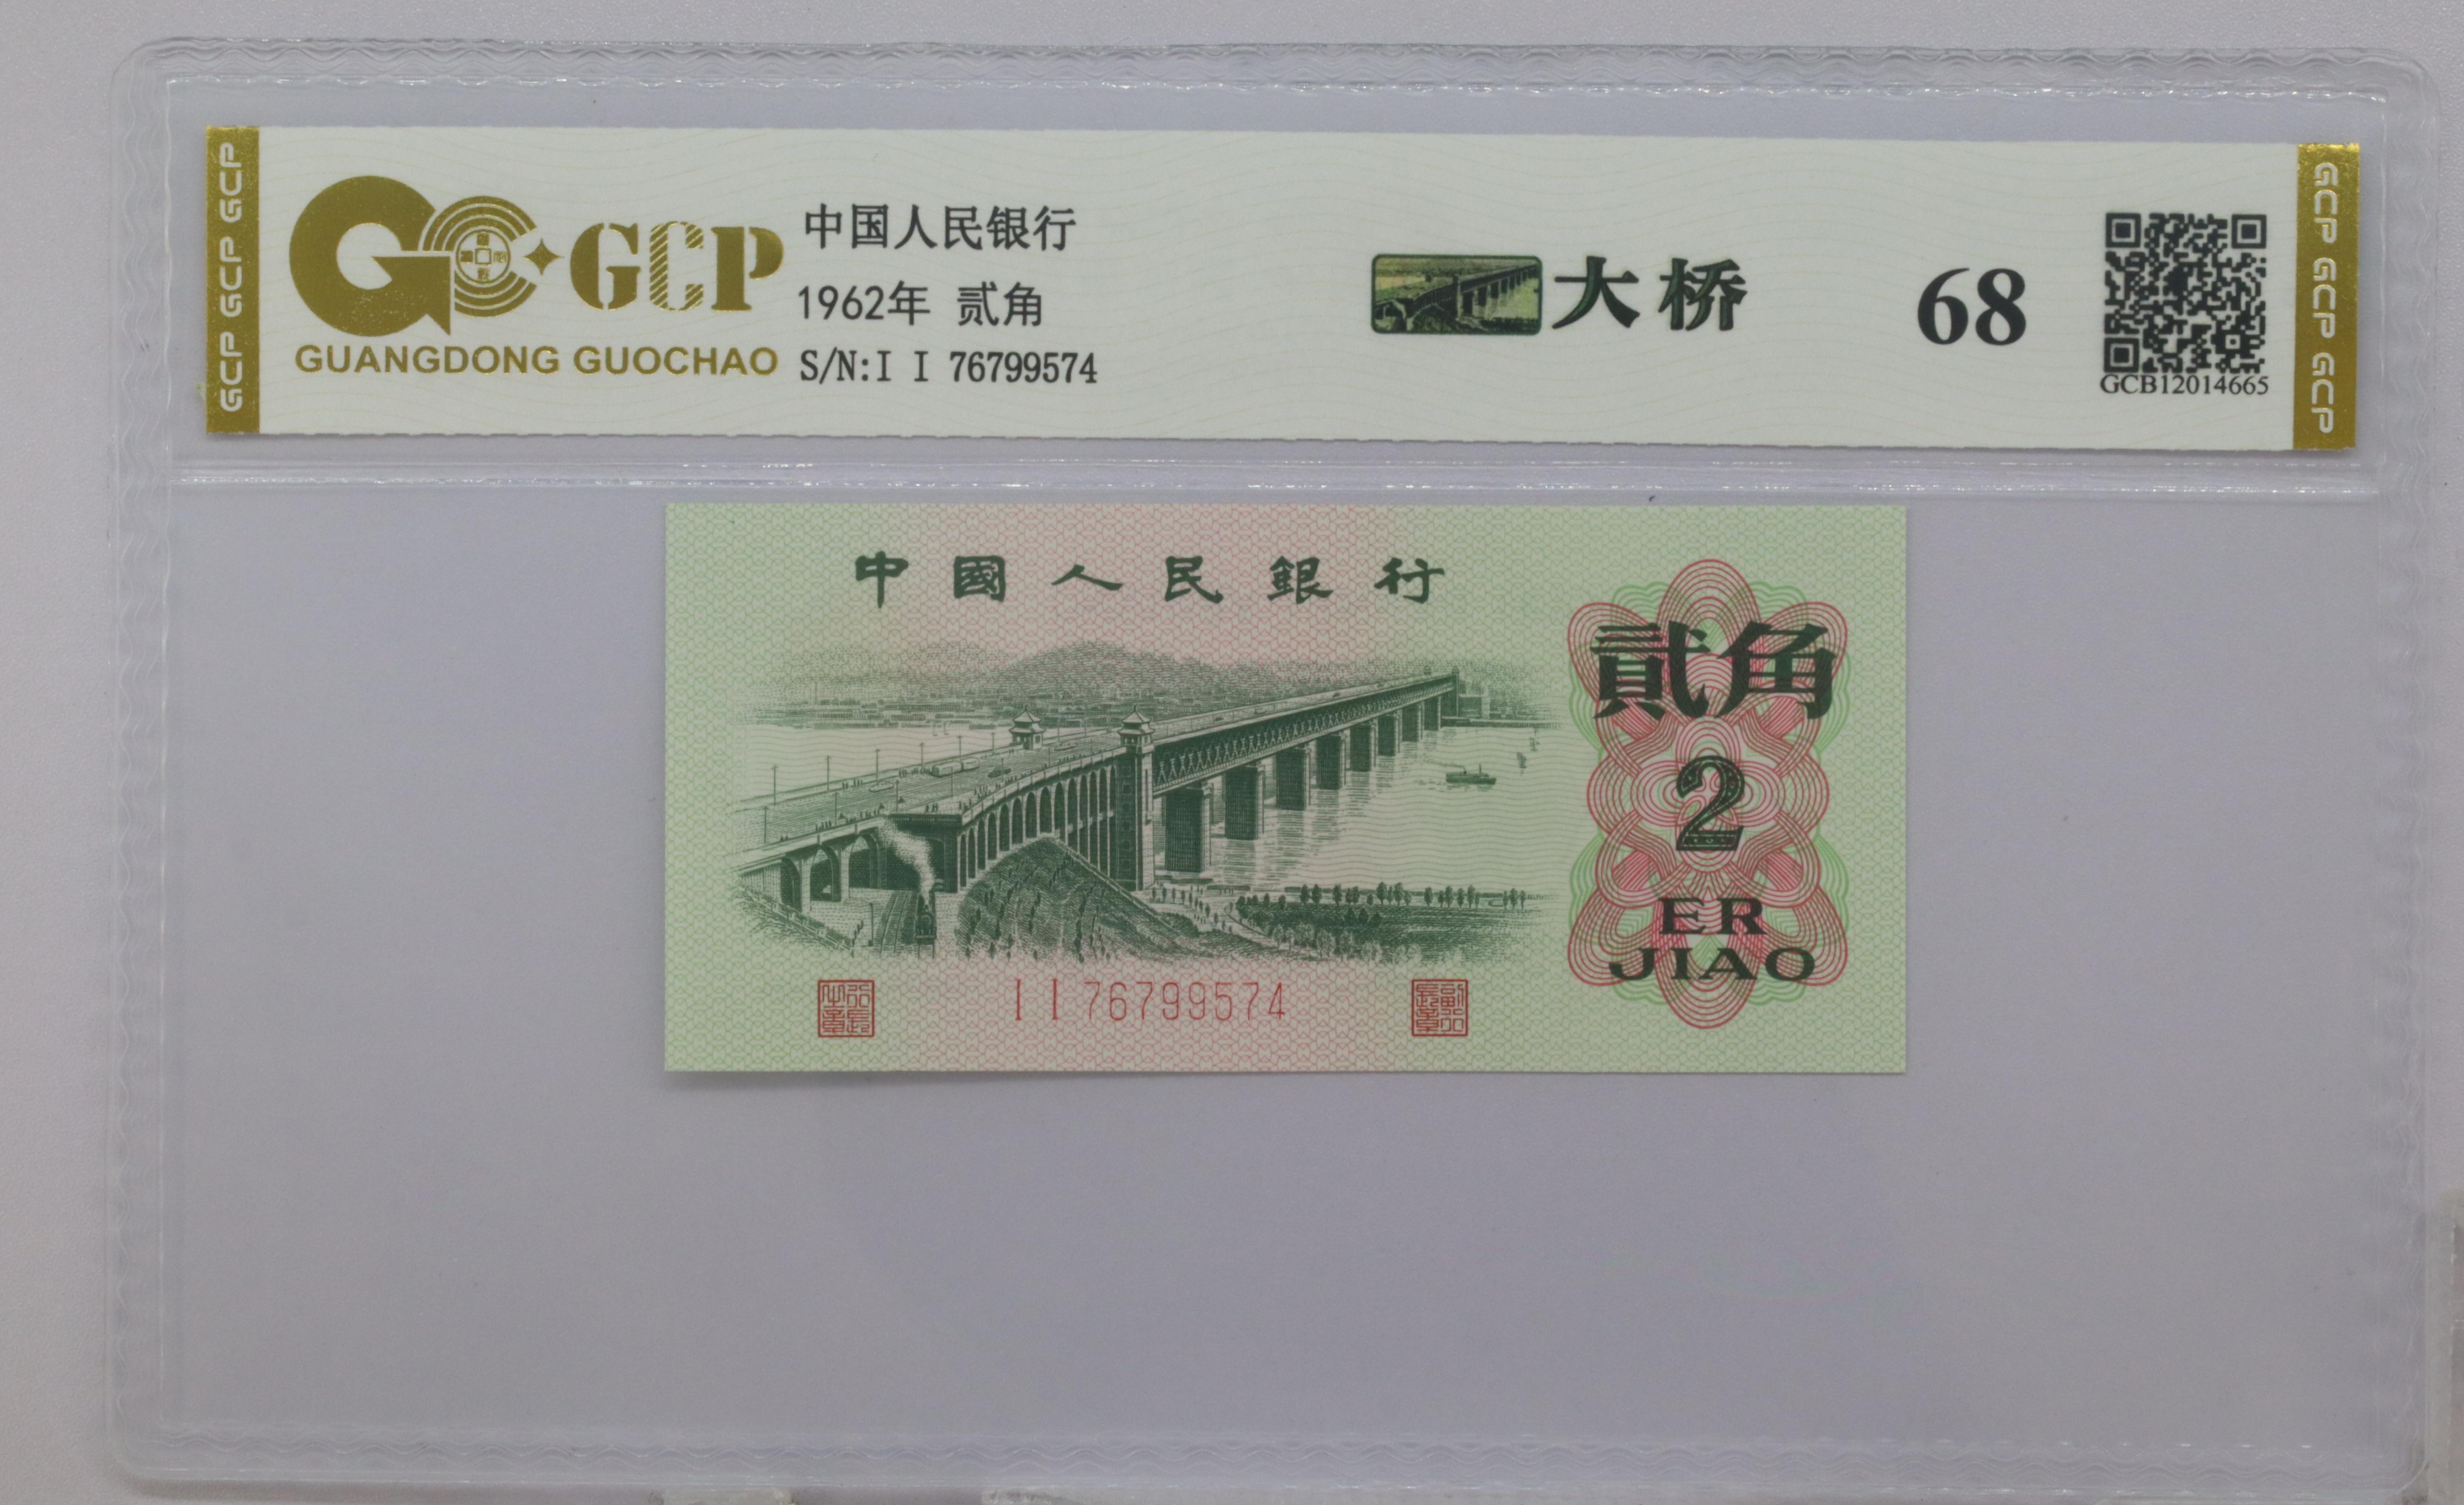 GCP GCP GCP
GCP
GUANGDONG GUOCHAO
中国人民银行
1962年 贰角
S/N:I I 76799574
大桥
68
GCB12014665
GCP GCP GCP
中國人民銀行
貳角
2
ER
JIAO
I I 76799574